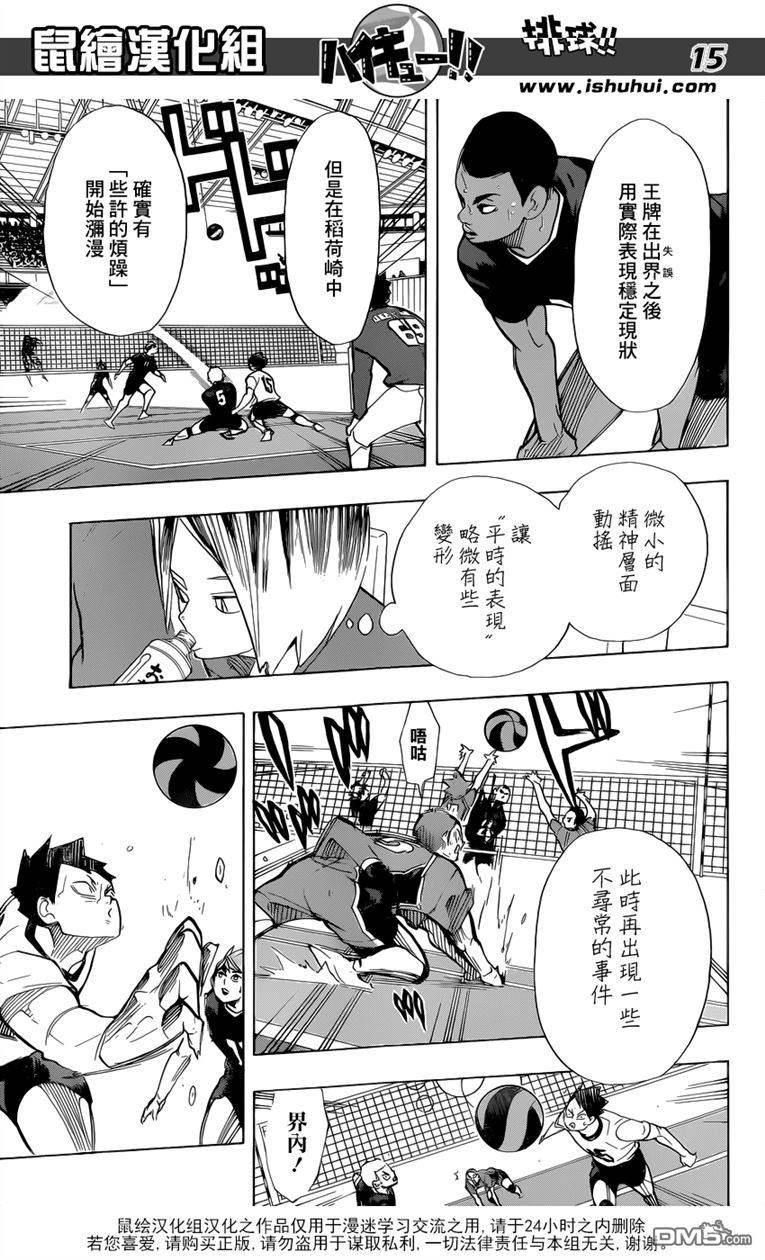 鼠繪漢化組
ハイキュー!!
排球!!
15
www.ishuhui.com
王牌在出界之後
失誤
用實際表現穩定現狀
但是在稻荷崎中
確實有
「些許的煩躁」
開始瀰漫
微小的
精神層面
動搖
讓
"平時的表現"
略微有些
變形
唔咕
此時再出現一些
不尋常的事件
界內!
鼠绘汉化组汉化之作品仅用于漫迷学习交流之用,请于24小时之内删除
若您喜爱,请购买正版,请勿盗用于谋取私利,一切法律责任与本组无关,谢谢!
DM5.com